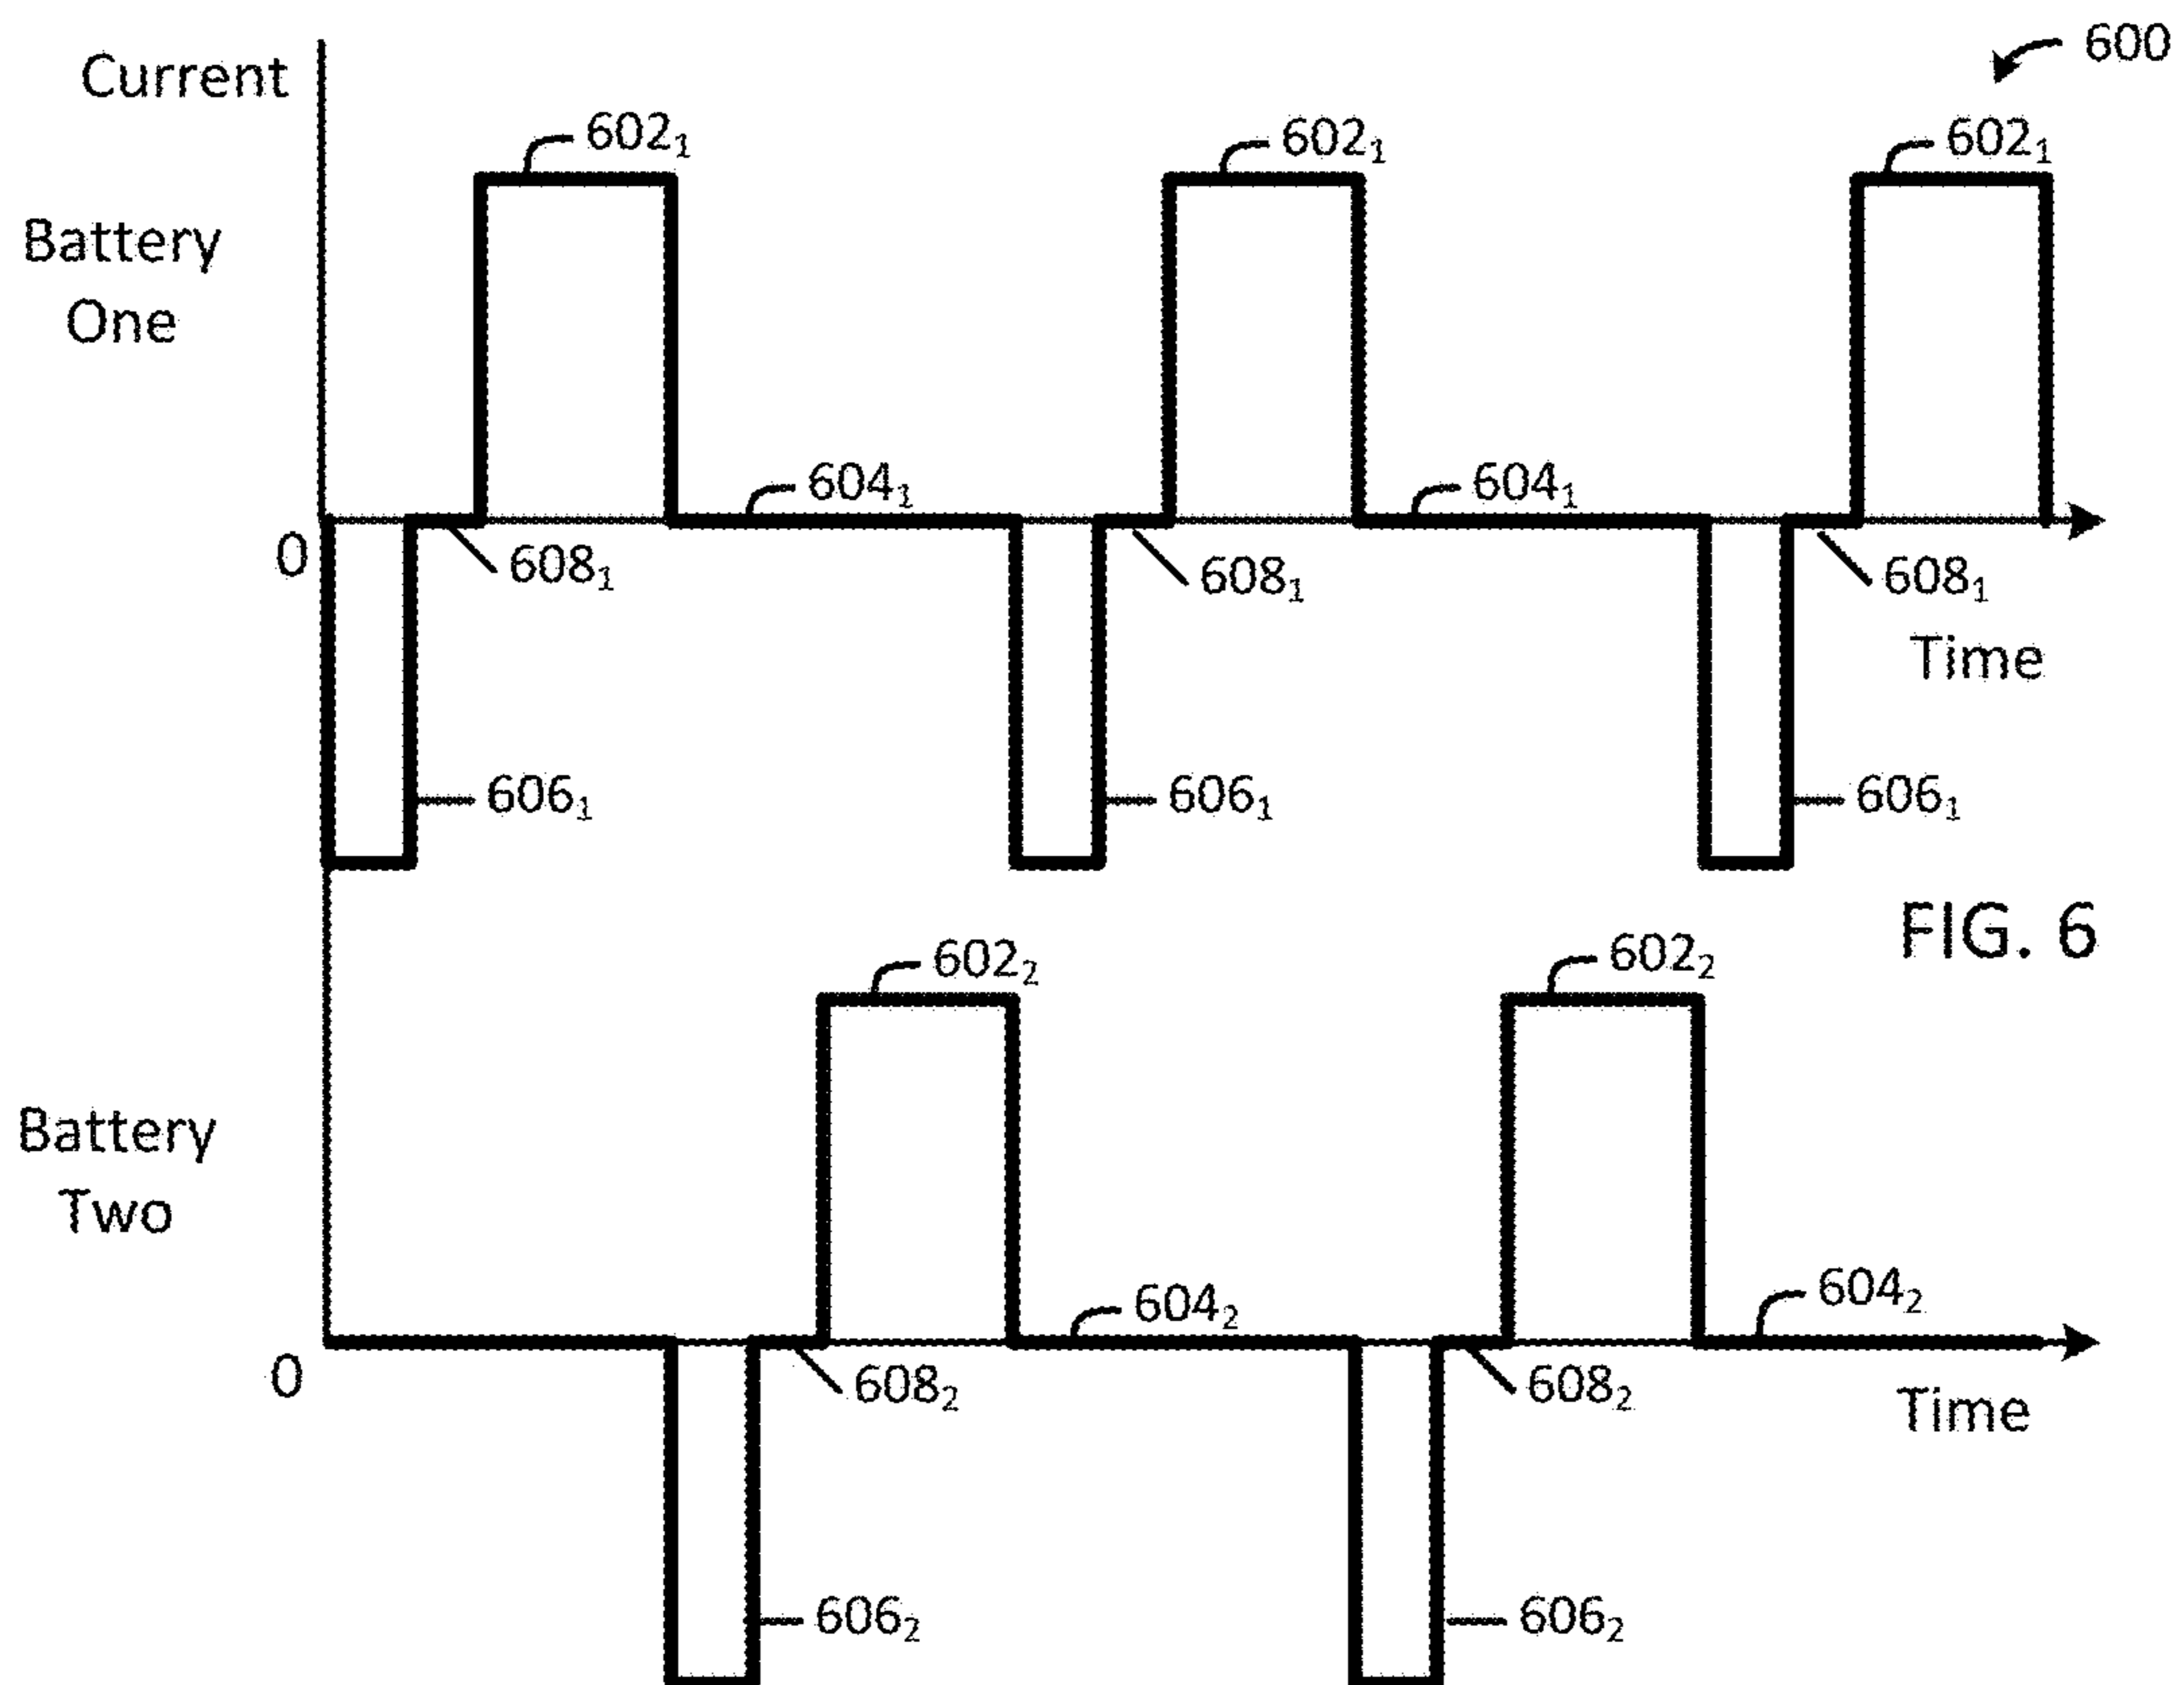 600
Current
602₁ 602₁ 602₁
Battery
One
604₁ 604₁
0
608₁ 608₁ 608₁
Time
606₁ 606₁ 606₁
FIG. 6
602₂ 602₂
Battery
Two
604₂ 604₂
0
608₂ 608₂
Time
606₂ 606₂